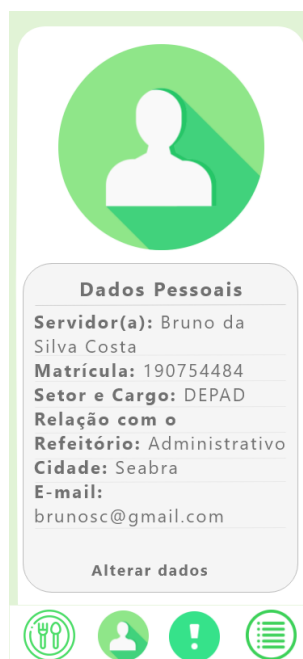 Dados Pessoais
Servidor(a): Bruno da
Silva Costa
Matrícula: 190754484
Setor e Cargo: DEPAD
Relação com o
Refeitório: Administrativo
Cidade: Seabra
E-mail:
brunosc@gmail.com
Alterar dados